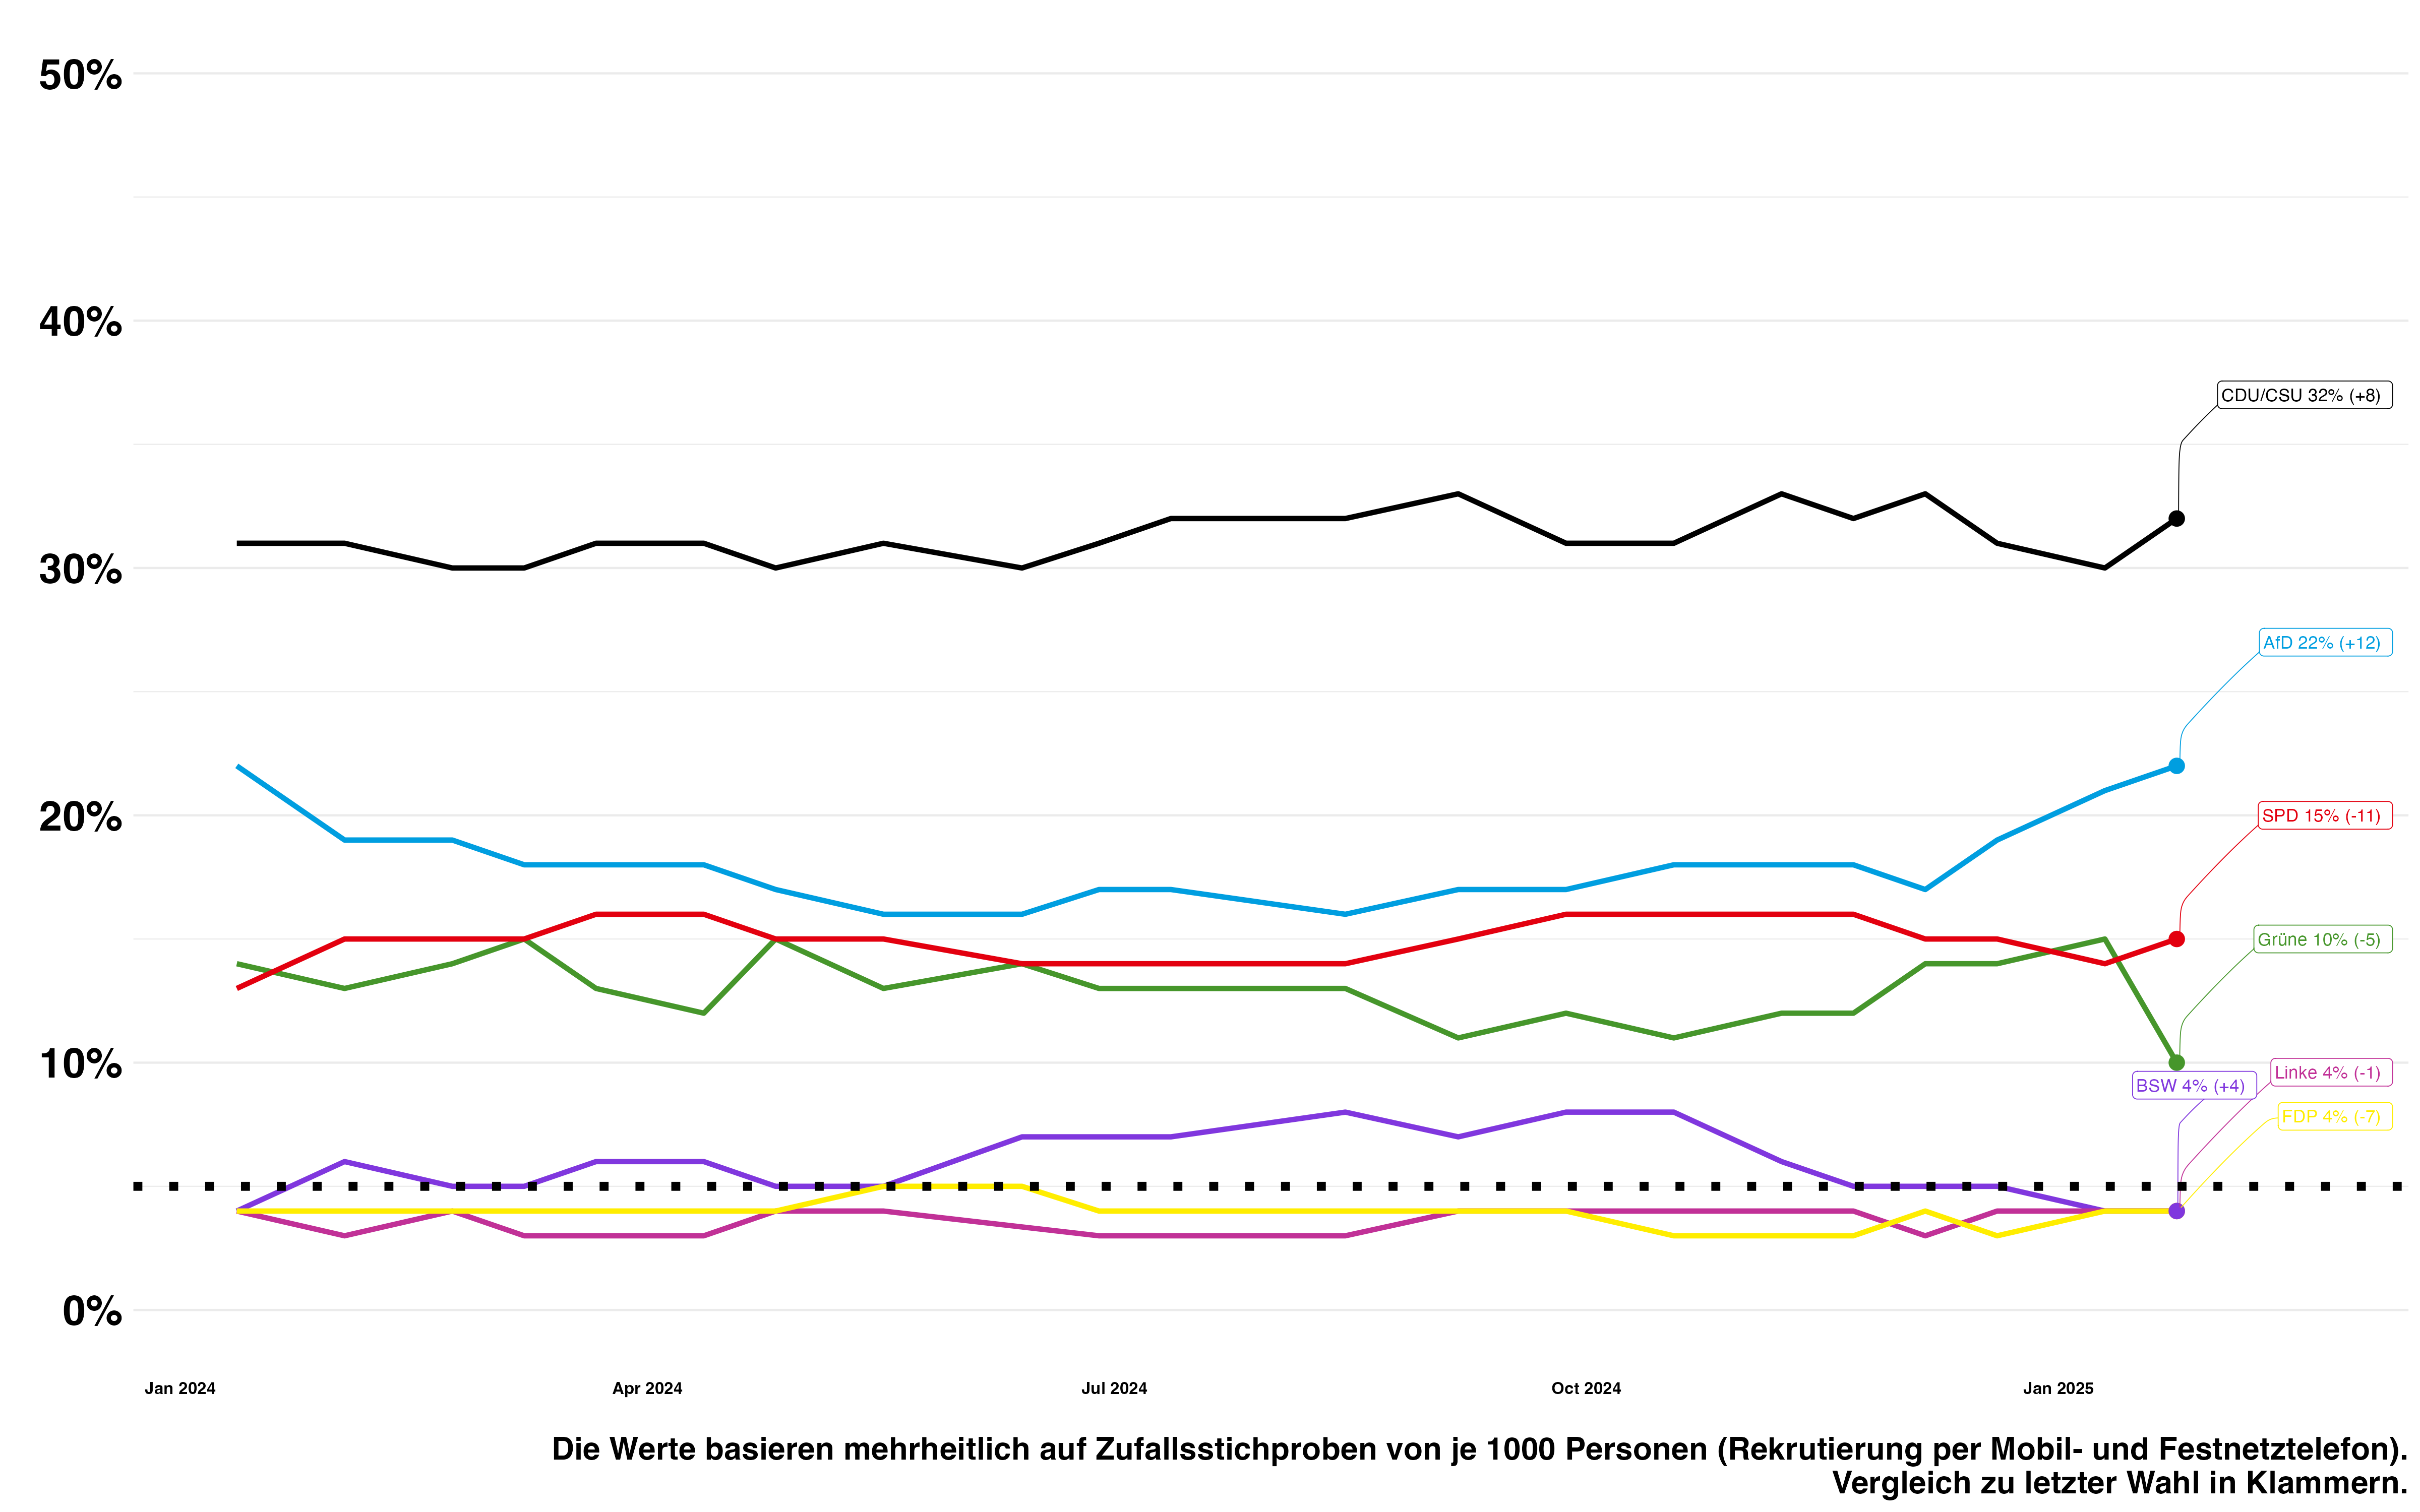 50%
40%
30%
20%
10%
0%
CDU/CSU 32% (+8)
AfD 22% (+12)
SPD 15% (-11)
Grüne 10% (-5)
Linke 4% (-1)
BSW 4% (+4)
FDP 4% (-7)
Jan 2024
Apr 2024
Jul 2024
Oct 2024
Jan 2025
Die Werte basieren mehrheitlich auf Zufallsstichproben von je 1000 Personen (Rekrutierung per Mobil- und Festnetztelefon).
Vergleich zu letzter Wahl in Klammern.